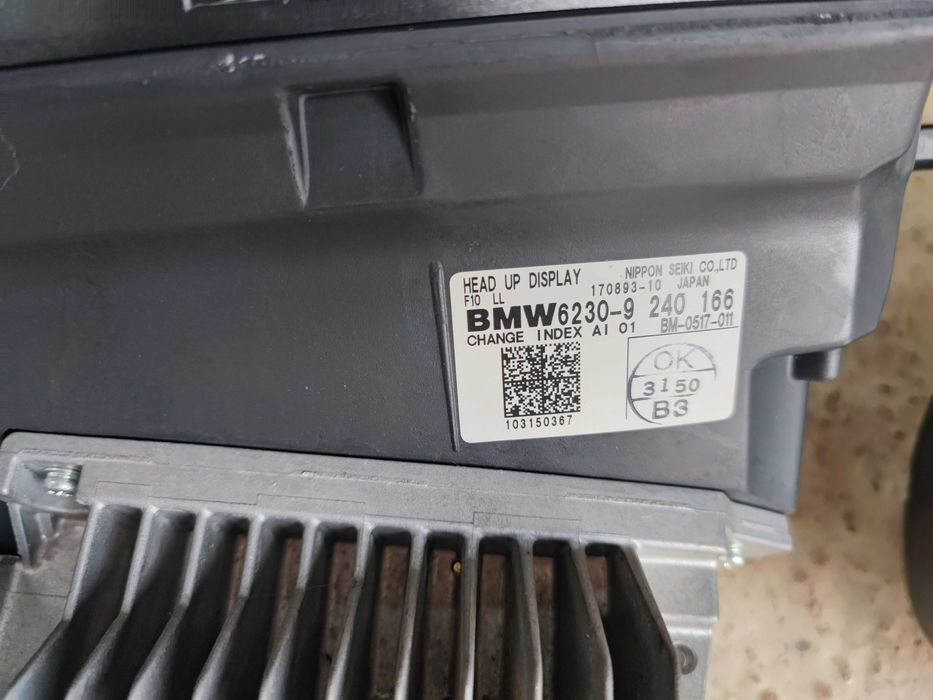 HEAD UP DISPLAY NIPPON SEIKI CO.,LTD
F10 LL 170893-10 JAPAN
BMW6230-9 240 166
CHANGE INDEX AI 01 BM-0517-011
103150367
OK
3150
B3